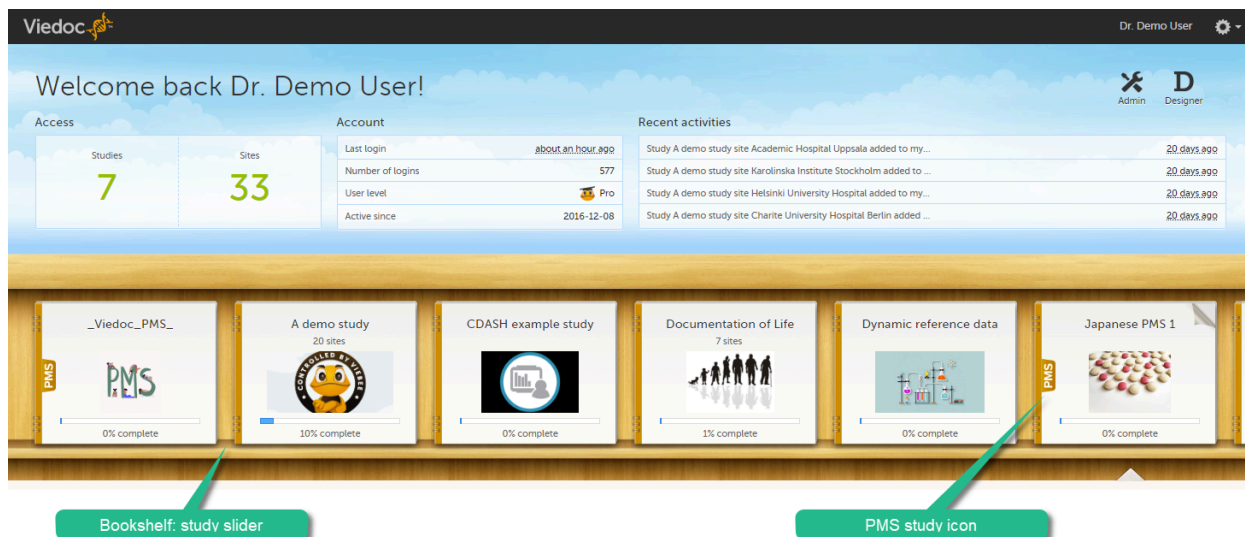 Viedoc
Dr. Demo User
Welcome back Dr. Demo User!
Admin
Designer
Access
Studies
7
Sites
33
Account
Last login about an hour ago
Number of logins 577
User level Pro
Active since 2016-12-08
Recent activities
Study A demo study site Academic Hospital Uppsala added to my... 20 days ago
Study A demo study site Karolinska Institute Stockholm added to ... 20 days ago
Study A demo study site Helsinki University Hospital added to my... 20 days ago
Study A demo study site Charite University Hospital Berlin added ... 20 days ago
_Viedoc_PMS_
PMS
PMS
0% complete
A demo study
20 sites
CONTROLLED BY VIEBEE
10% complete
CDASH example study
0% complete
Documentation of Life
7 sites
1% complete
Dynamic reference data
0% complete
Japanese PMS 1
PMS
0% complete
Bookshelf: study slider
PMS study icon